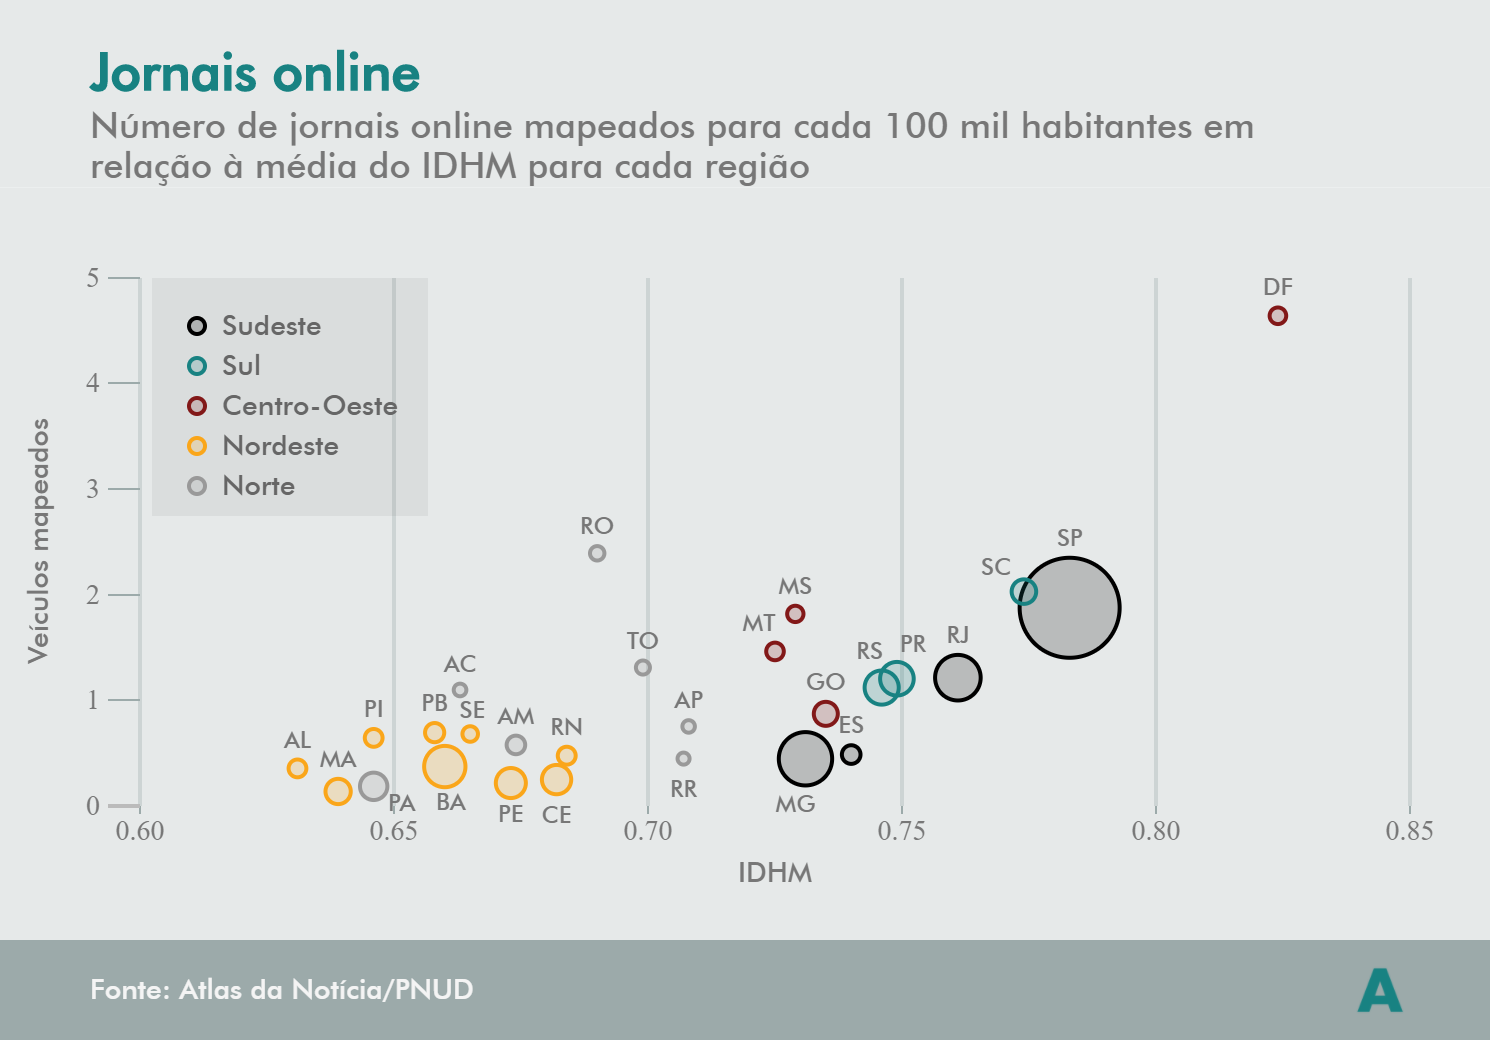 Jornais online
Número de jornais online mapeados para cada 100 mil habitantes em
relação à média do IDHM para cada região
Veículos mapeados
5
4
3
2
1
0
Sudeste
Sul
Centro-Oeste
Nordeste
Norte
DF
RO
SP
SC
MS
MT
TO
RJ
PR
RS
AC
GO
AP
PB
SE
PI
AM
RN
ES
AL
MA
RR
PA
BA
MG
PE
CE
0.60
0.65
0.70
0.75
0.80
0.85
IDHM
Fonte: Atlas da Notícia/PNUD
A